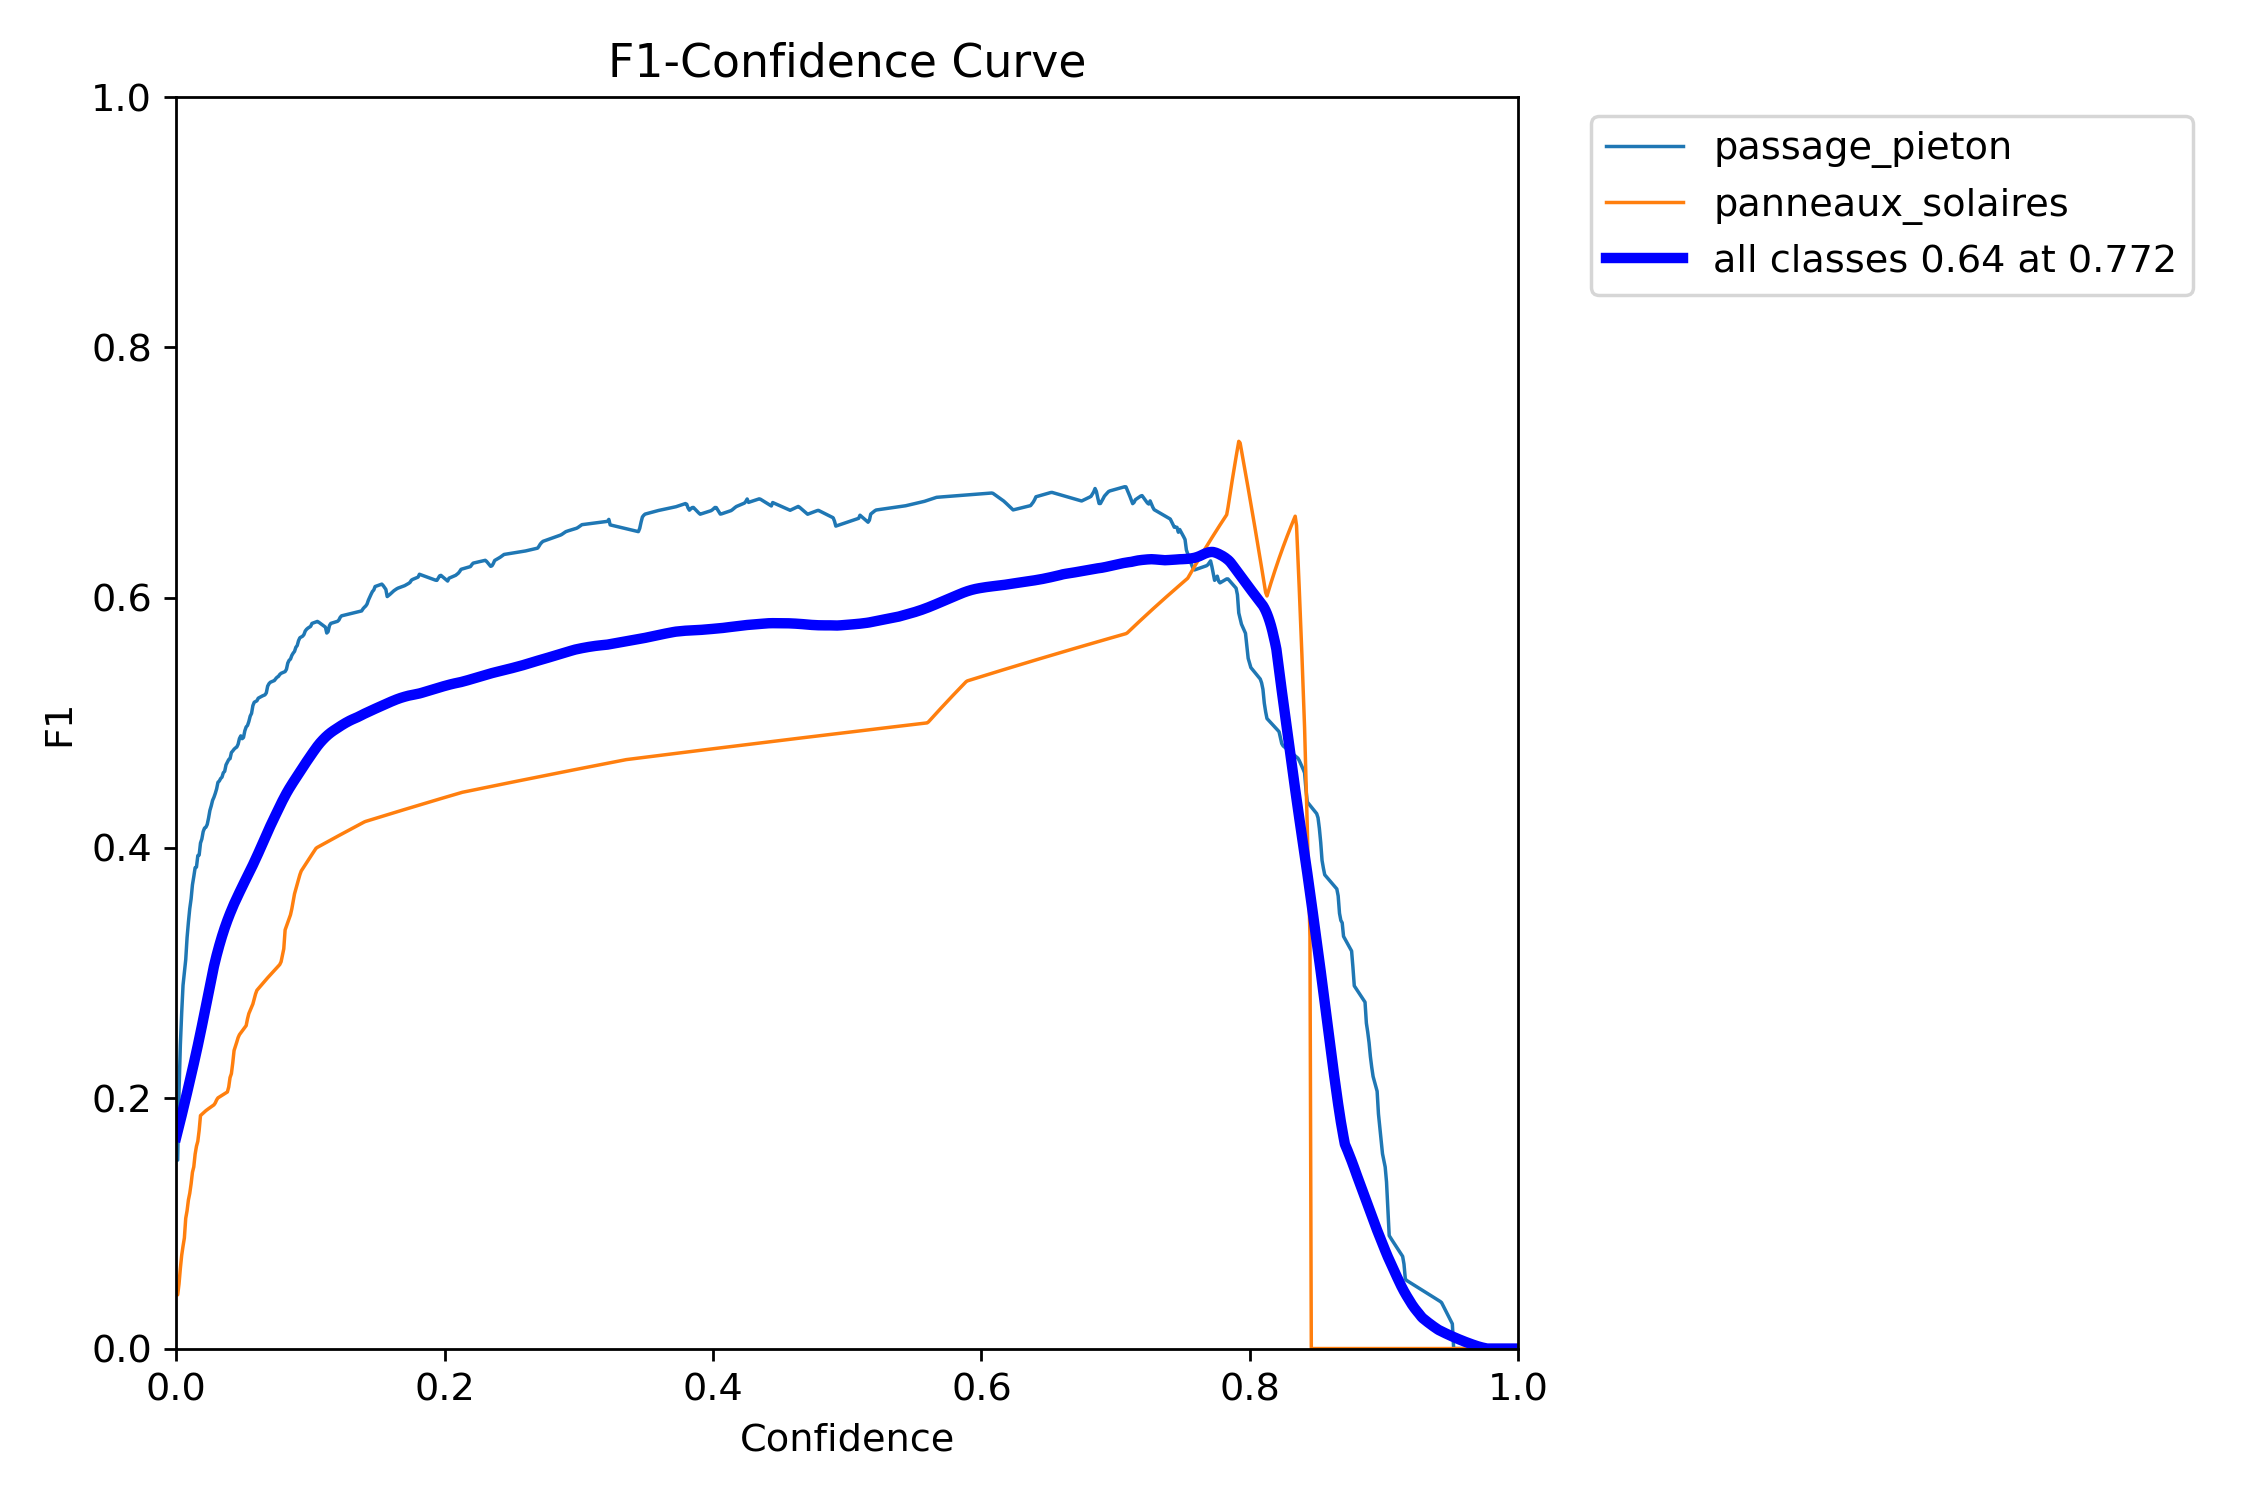 F1-Confidence Curve
1.0
0.8
0.6
0.4
0.2
0.0
F1
0.0 0.2 0.4 0.6 0.8 1.0
Confidence
passage_pieton
panneaux_solaires
all classes 0.64 at 0.772